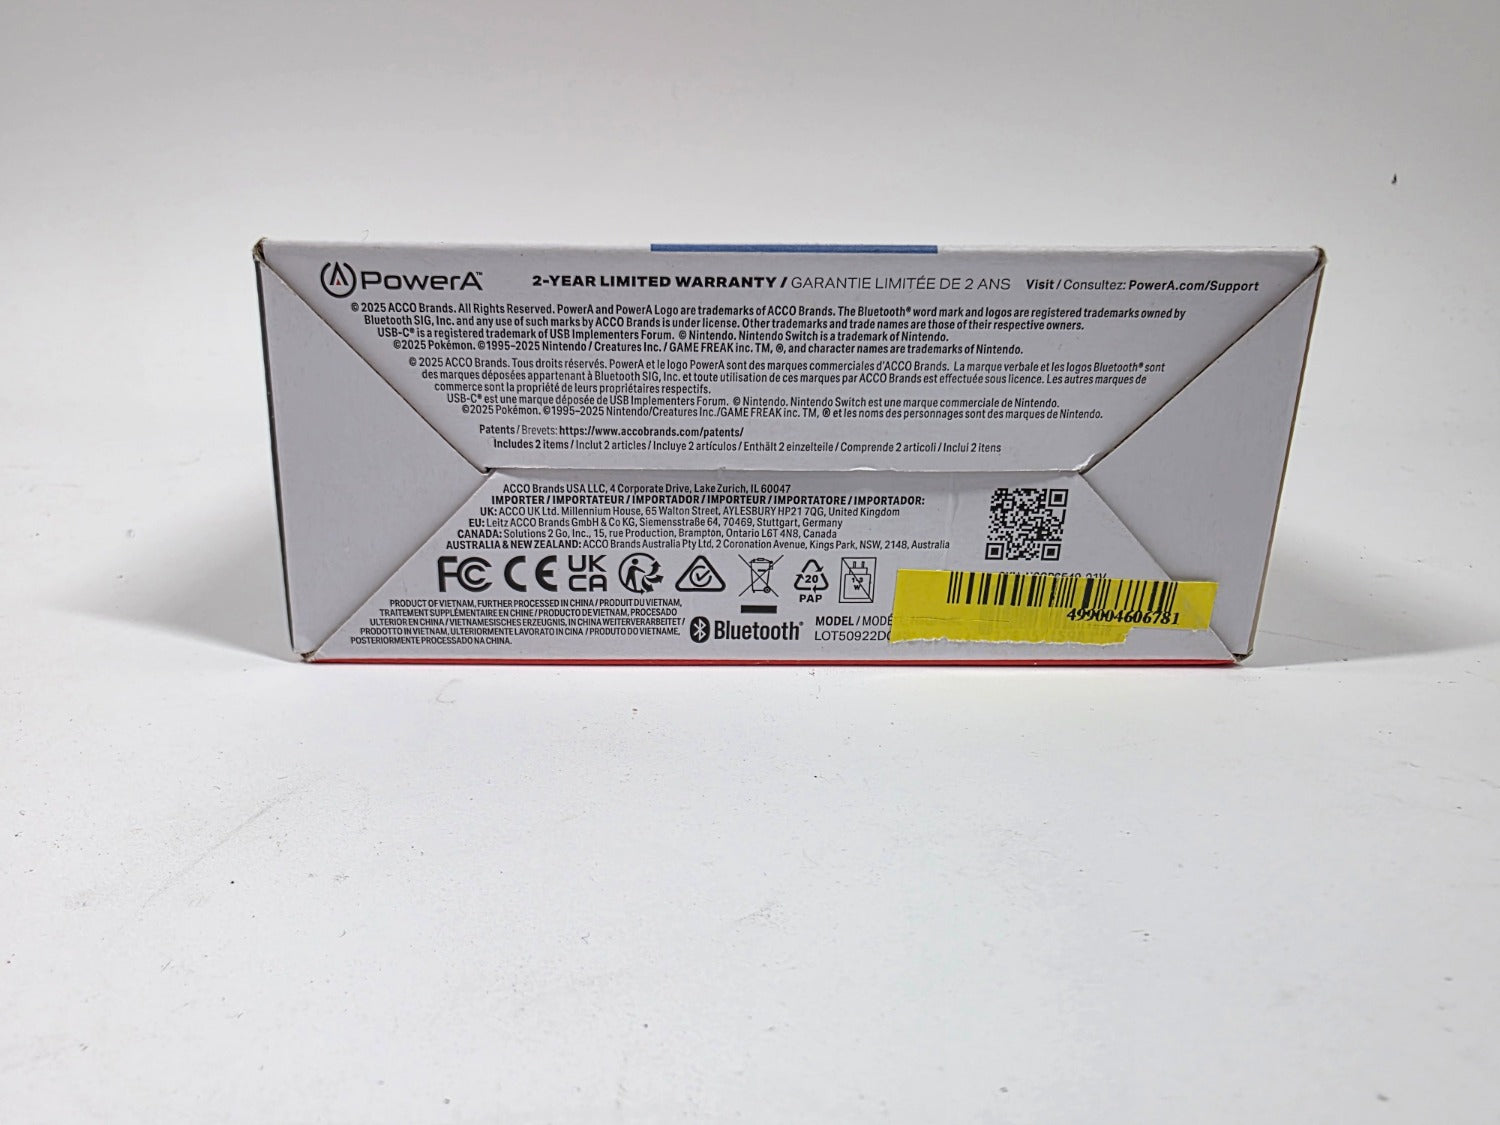 PowerA™
2-YEAR LIMITED WARRANTY / GARANTIE LIMITÉE DE 2 ANS Visit / Consultez: PowerA.com/Support
© 2025 ACCO Brands. All Rights Reserved. PowerA and PowerA Logo are trademarks of ACCO Brands. The Bluetooth® word mark and logos are registered trademarks owned by
Bluetooth SIG, Inc. and any use of such marks by ACCO Brands is under license. Other trademarks and trade names are those of their respective owners.
USB-C® is a registered trademark of USB Implementers Forum. © Nintendo. Nintendo Switch is a trademark of Nintendo.
©2025 Pokémon. ©1995–2025 Nintendo / Creatures Inc. / GAME FREAK inc. TM, ®, and character names are trademarks of Nintendo.
© 2025 ACCO Brands. Tous droits réservés. PowerA et le logo PowerA sont des marques commerciales d'ACCO Brands. La marque verbale et les logos Bluetooth® sont
des marques déposées appartenant à Bluetooth SIG, Inc. et toute utilisation de ces marques par ACCO Brands est effectuée sous licence. Les autres marques de
commerce sont la propriété de leurs propriétaires respectifs.
USB-C® est une marque déposée de USB Implementers Forum. © Nintendo. Nintendo Switch est une marque commerciale de Nintendo.
©2025 Pokémon. ©1995–2025 Nintendo/Creatures Inc./GAME FREAK inc. TM, ® et les noms des personnages sont des marques de Nintendo.
Patents / Brevets: https://www.accobrands.com/patents/
Includes 2 items / Inclut 2 articles / Incluye 2 artículos / Enthält 2 einzelteile / Comprende 2 articoli / Inclui 2 itens
ACCO Brands USA LLC, 4 Corporate Drive, Lake Zurich, IL 60047
IMPORTER / IMPORTATEUR / IMPORTADOR / IMPORTEUR / IMPORTATORE / IMPORTADOR:
UK: ACCO UK Ltd. Millennium House, 65 Walton Street, AYLESBURY HP21 7QG, United Kingdom
EU: Leitz ACCO Brands GmbH & Co KG, Siemensstraße 64, 70469, Stuttgart, Germany
CANADA: Solutions 2 Go, Inc., 15, rue Production, Brampton, Ontario L6T 4N8, Canada
AUSTRALIA & NEW ZEALAND: ACCO Brands Australia Pty Ltd, 2 Coronation Avenue, Kings Park, NSW, 2148, Australia
FC CE UK
CA
20
PAP
PRODUCT OF VIETNAM, FURTHER PROCESSED IN CHINA / PRODUIT DU VIETNAM,
TRAITEMENT SUPPLÉMENTAIRE EN CHINE / PRODUCTO DE VIETNAM, PROCESADO
ULTERIOR EN CHINA / VIETNAMESISCHES ERZEUGNIS, IN CHINA WEITERVERARBEITET /
PRODOTTO IN VIETNAM, ULTERIORMENTE LAVORATO IN CINA / PRODUTO DO VIETNAME,
POSTERIORMENTE PROCESSADO NA CHINA.
Bluetooth®
MODEL / MODÈ
LOT50922D
499004606781